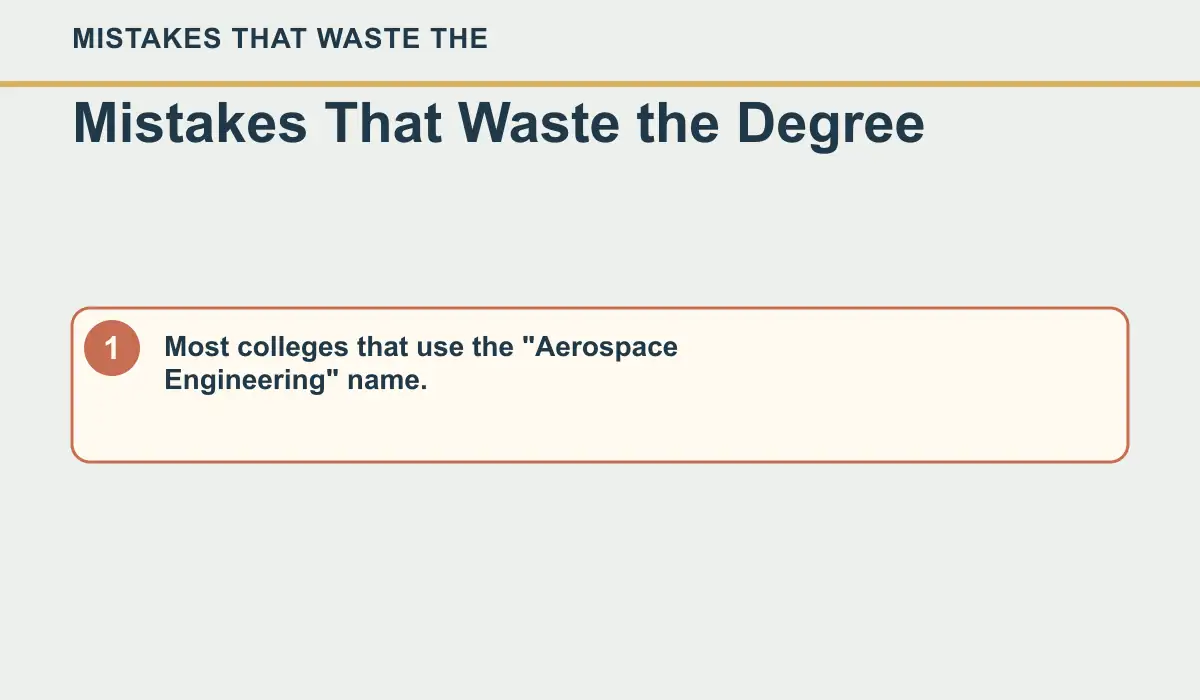 MISTAKES THAT WASTE THE
Mistakes That Waste the Degree
1
Most colleges that use the "Aerospace
Engineering" name.